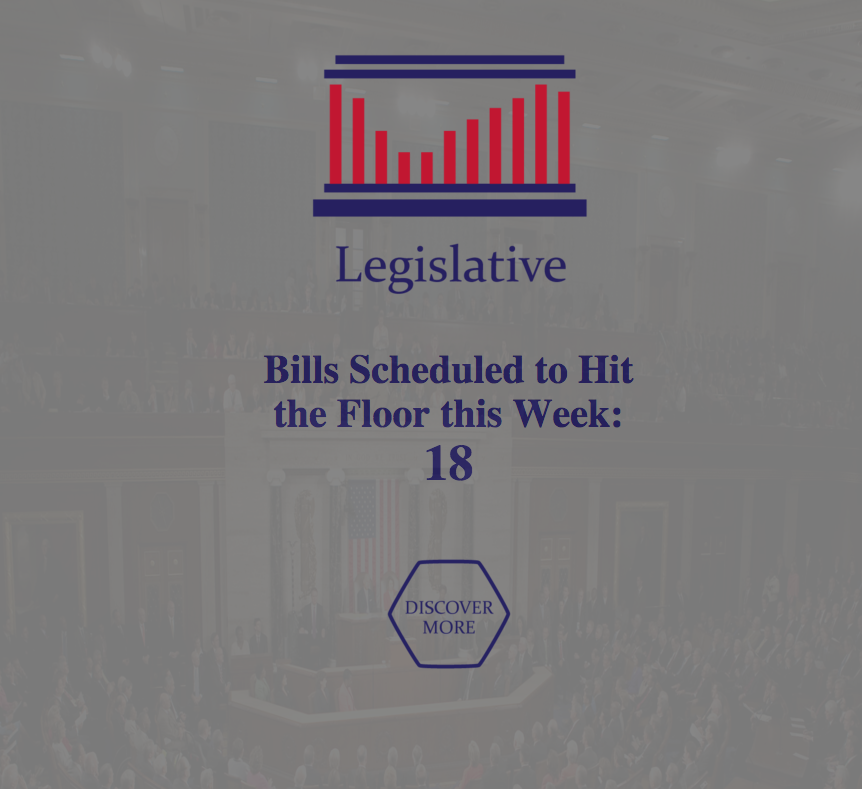 Legislative
Bills Scheduled to Hit
the Floor this Week:
18
DISCOVER
MORE